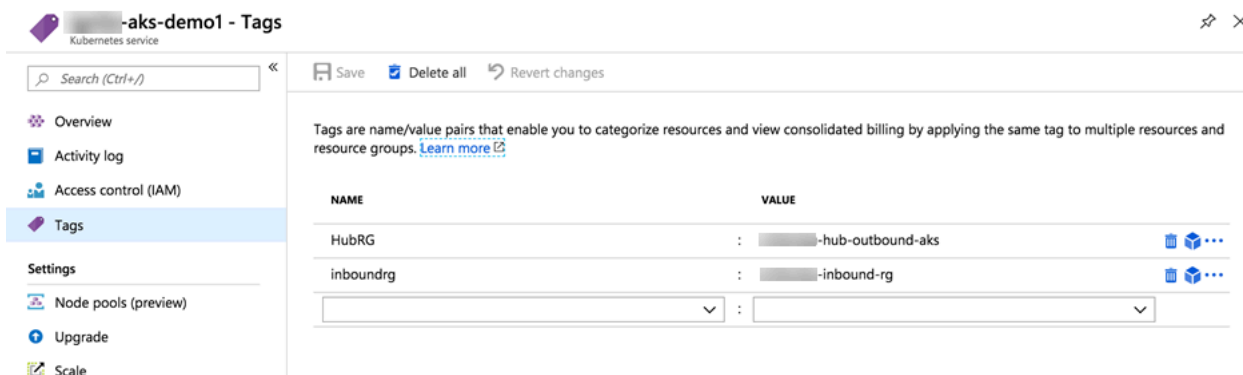 -aks-demo1 - Tags
Kubernetes service
Search (Ctrl+/)
«
Overview
Activity log
Access control (IAM)
Tags
Settings
Node pools (preview)
Upgrade
Scale
Save Delete all Revert changes
Tags are name/value pairs that enable you to categorize resources and view consolidated billing by applying the same tag to multiple resources and
resource groups. Learn more
NAME VALUE
HubRG : -hub-outbound-aks
inboundrg : -inbound-rg
: